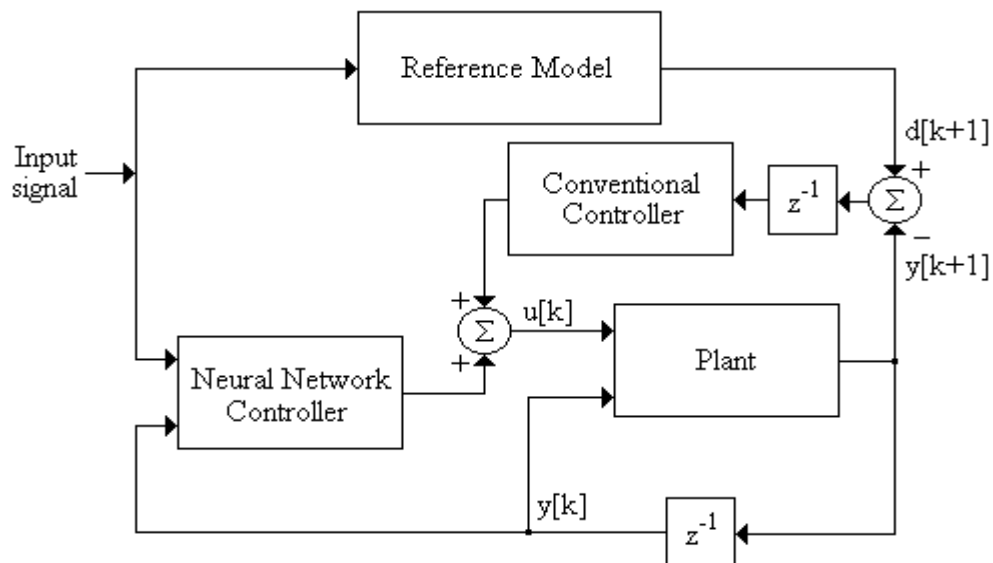 Reference Model
d[k+1]
Input
signal
Conventional
Controller
z⁻¹
+
Σ
−
y[k+1]
+
Σ
+
u[k]
Plant
Neural Network
Controller
y[k]
z⁻¹